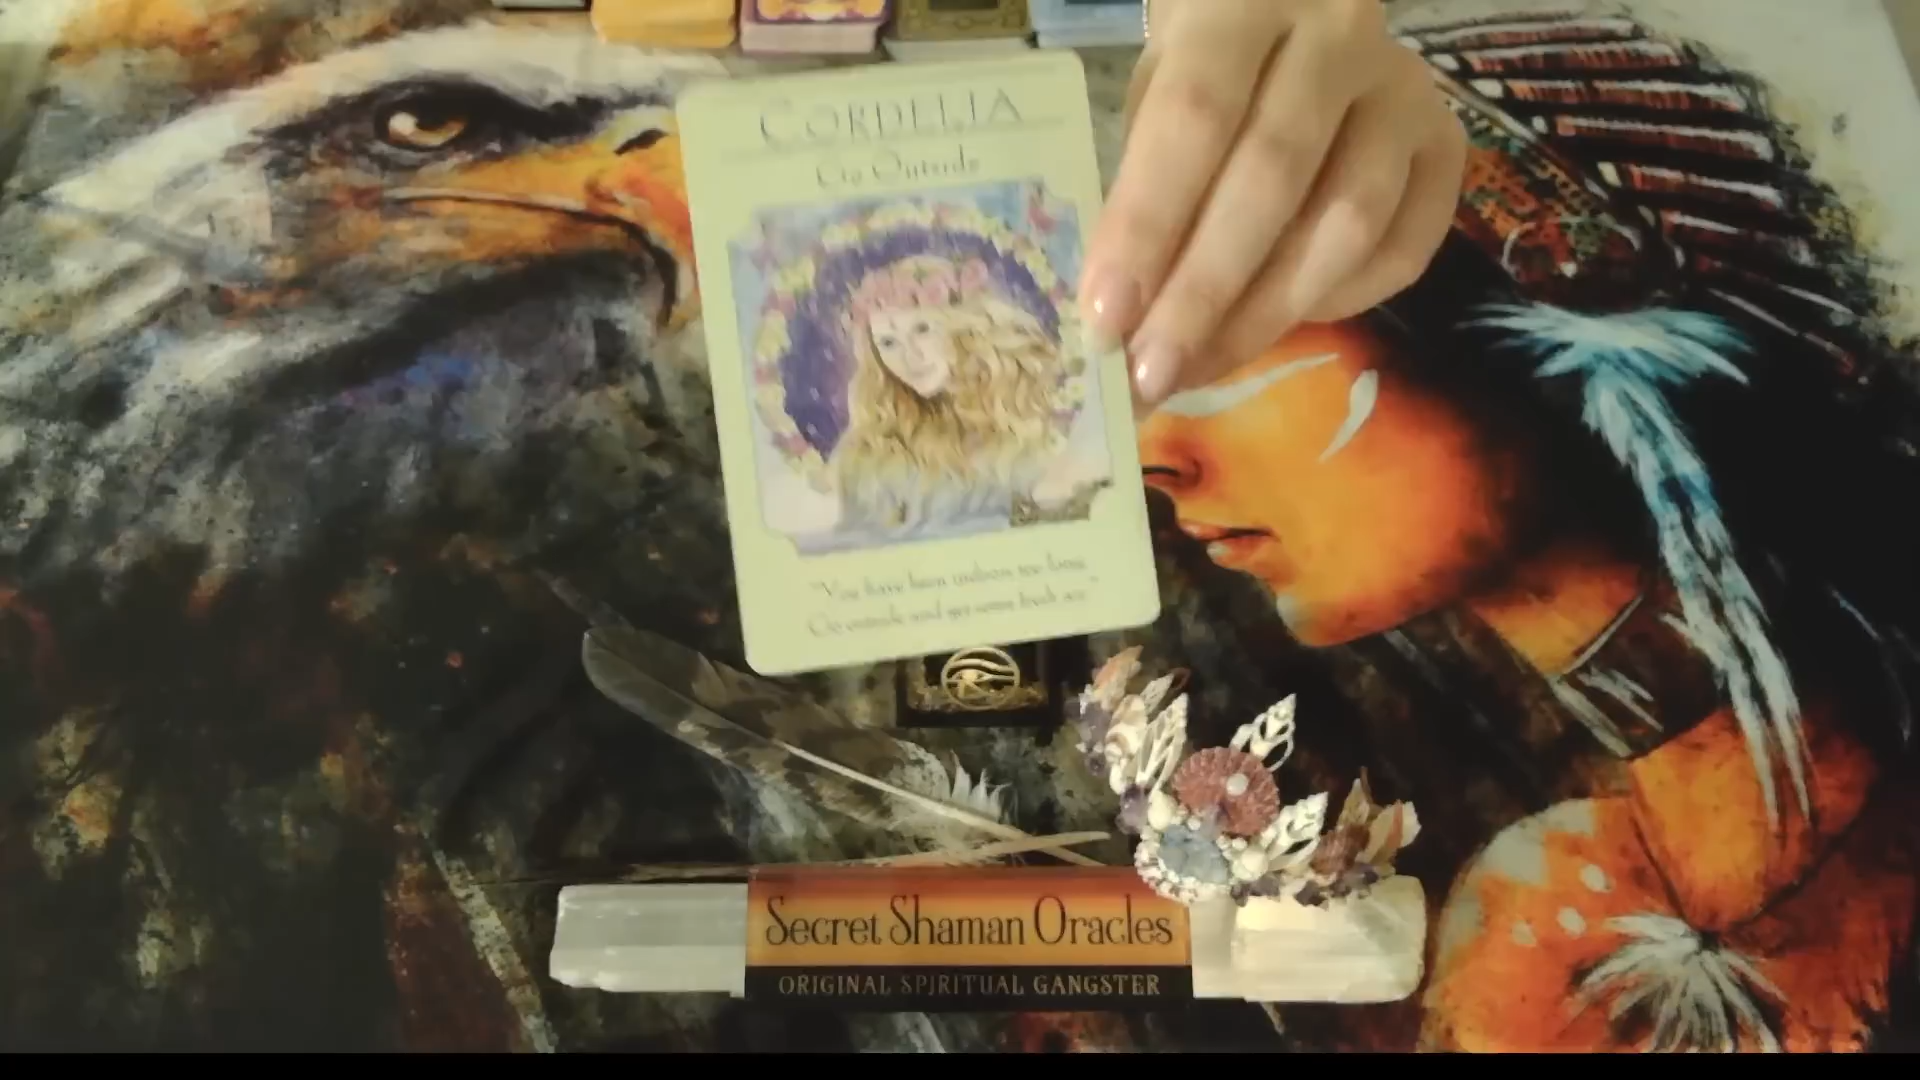 CORDELIA
Go Outside
"You have been indoors too long.
Go outside and get some fresh air."
Secret Shaman Oracles
ORIGINAL SPIRITUAL GANGSTER